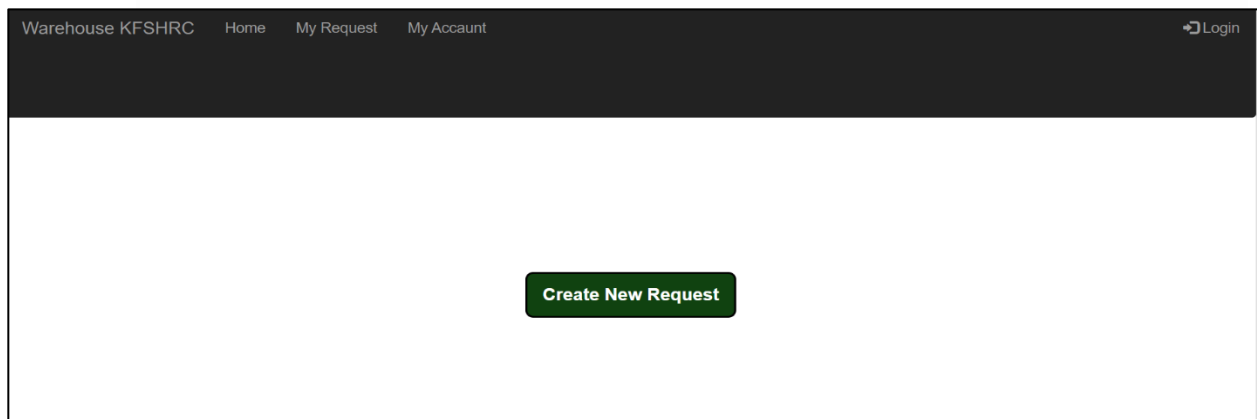 Warehouse KFSHRC Home My Request My Accaunt Login
Create New Request